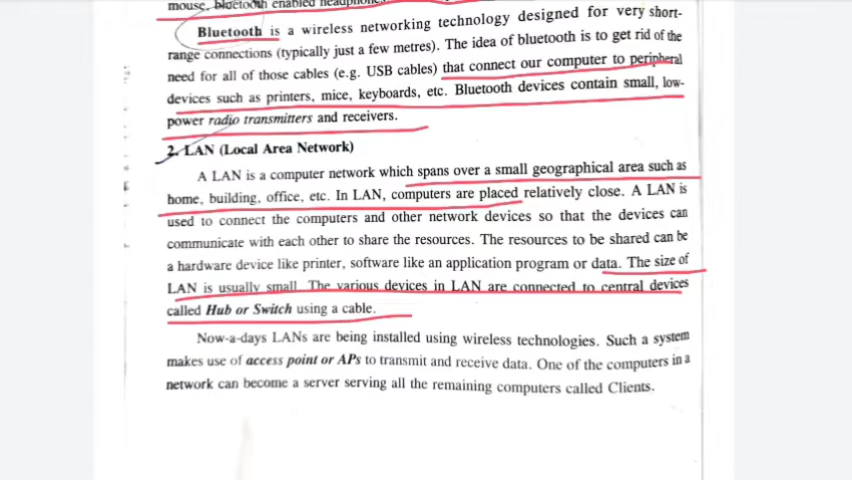 mouse, bluetooth enabled headphones
Bluetooth is a wireless networking technology designed for very short-
range connections (typically just a few metres). The idea of bluetooth is to get rid of the
need for all of those cables (e.g. USB cables) that connect our computer to peripheral
devices such as printers, mice, keyboards, etc. Bluetooth devices contain small, low-
power radio transmitters and receivers.
2. LAN (Local Area Network)
A LAN is a computer network which spans over a small geographical area such as
home, building, office, etc. In LAN, computers are placed relatively close. A LAN is
used to connect the computers and other network devices so that the devices can
communicate with each other to share the resources. The resources to be shared can be
a hardware device like printer, software like an application program or data. The size of
LAN is usually small. The various devices in LAN are connected to central devices
called Hub or Switch using a cable.
Now-a-days LANs are being installed using wireless technologies. Such a system
makes use of access point or APs to transmit and receive data. One of the computers in a
network can become a server serving all the remaining computers called Clients.